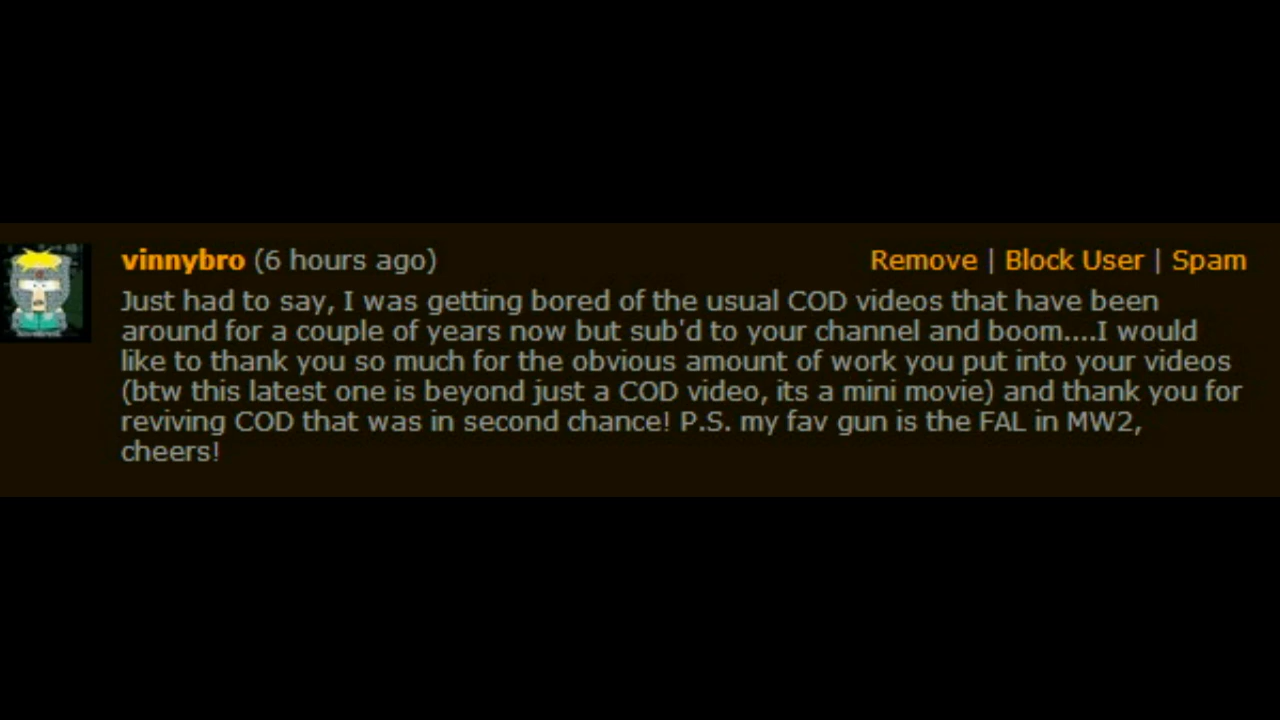 vinnybro (6 hours ago) Remove | Block User | Spam
Just had to say, I was getting bored of the usual COD videos that have been
around for a couple of years now but sub'd to your channel and boom....I would
like to thank you so much for the obvious amount of work you put into your videos
(btw this latest one is beyond just a COD video, its a mini movie) and thank you for
reviving COD that was in second chance! P.S. my fav gun is the FAL in MW2,
cheers!